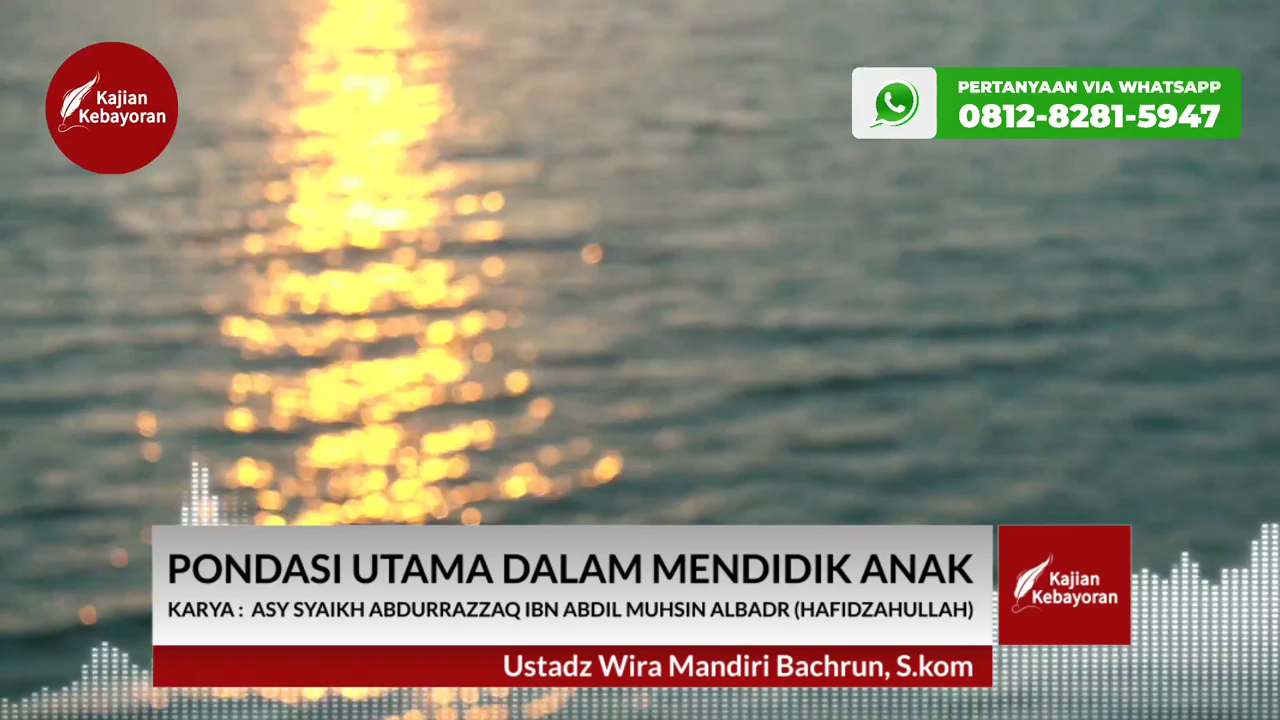 Kajian
Kebayoran
PERTANYAAN VIA WHATSAPP
0812-8281-5947
PONDASI UTAMA DALAM MENDIDIK ANAK
KARYA : ASY SYAIKH ABDURRAZZAQ IBN ABDIL MUHSIN ALBADR (HAFIDZAHULLAH)
Kajian
Kebayoran
Ustadz Wira Mandiri Bachrun, S.kom